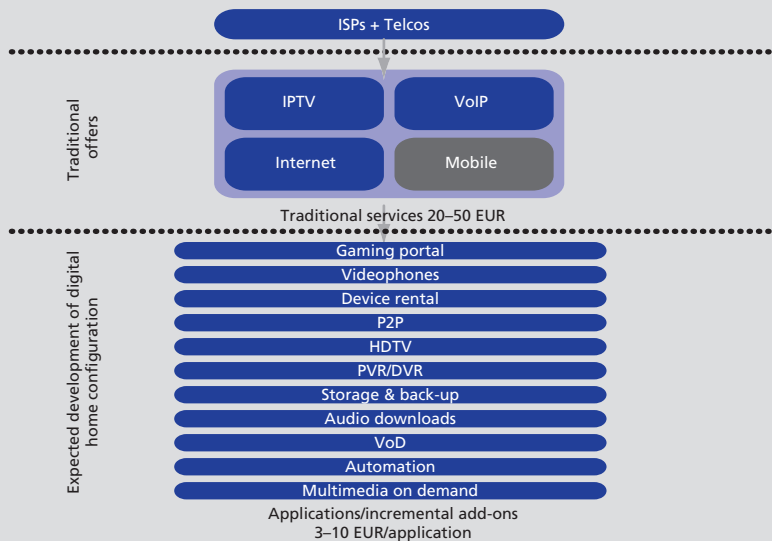 ISPs + Telcos
Traditional
offers
IPTV
VoIP
Internet
Mobile
Traditional services 20–50 EUR
Expected development of digital
home configuration
Gaming portal
Videophones
Device rental
P2P
HDTV
PVR/DVR
Storage & back-up
Audio downloads
VoD
Automation
Multimedia on demand
Applications/incremental add-ons
3–10 EUR/application